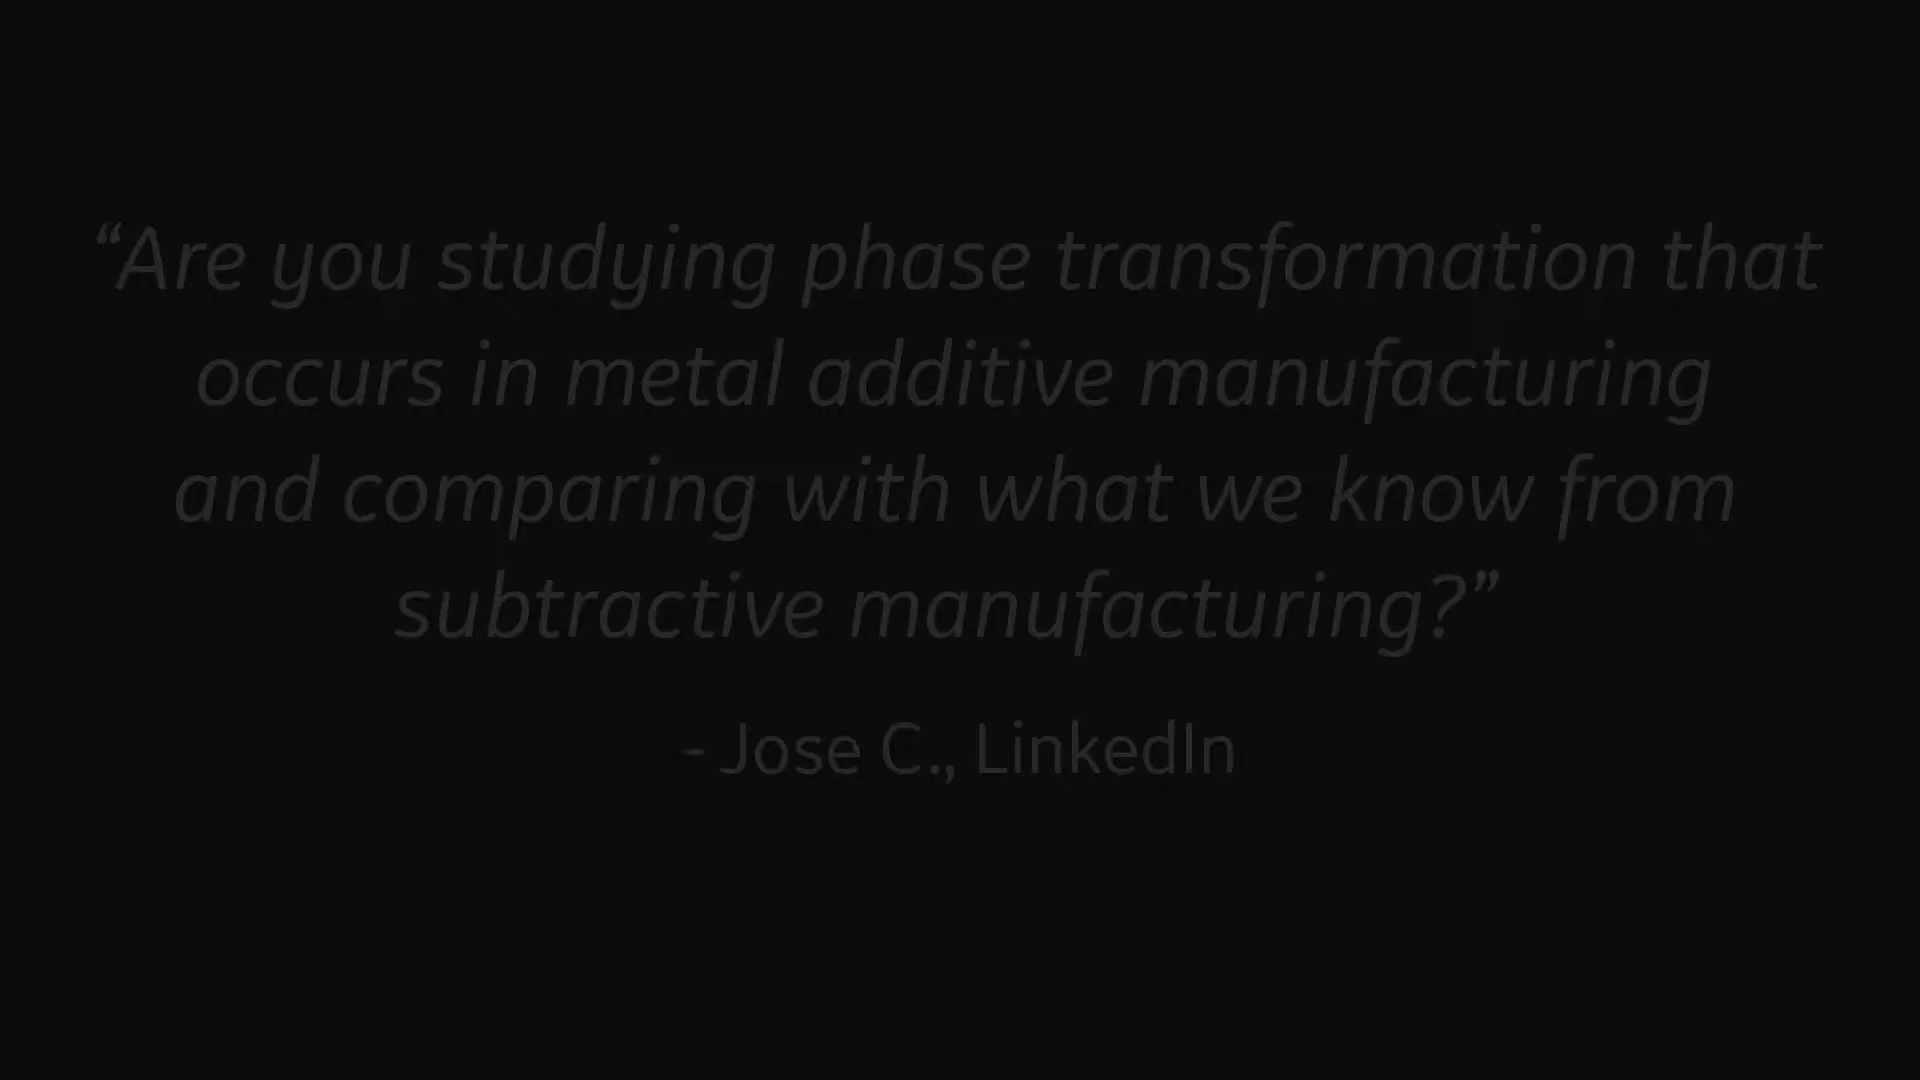 “Are you studying phase transformation that
occurs in metal additive manufacturing
and comparing with what we know from
subtractive manufacturing?”
- Jose C., LinkedIn